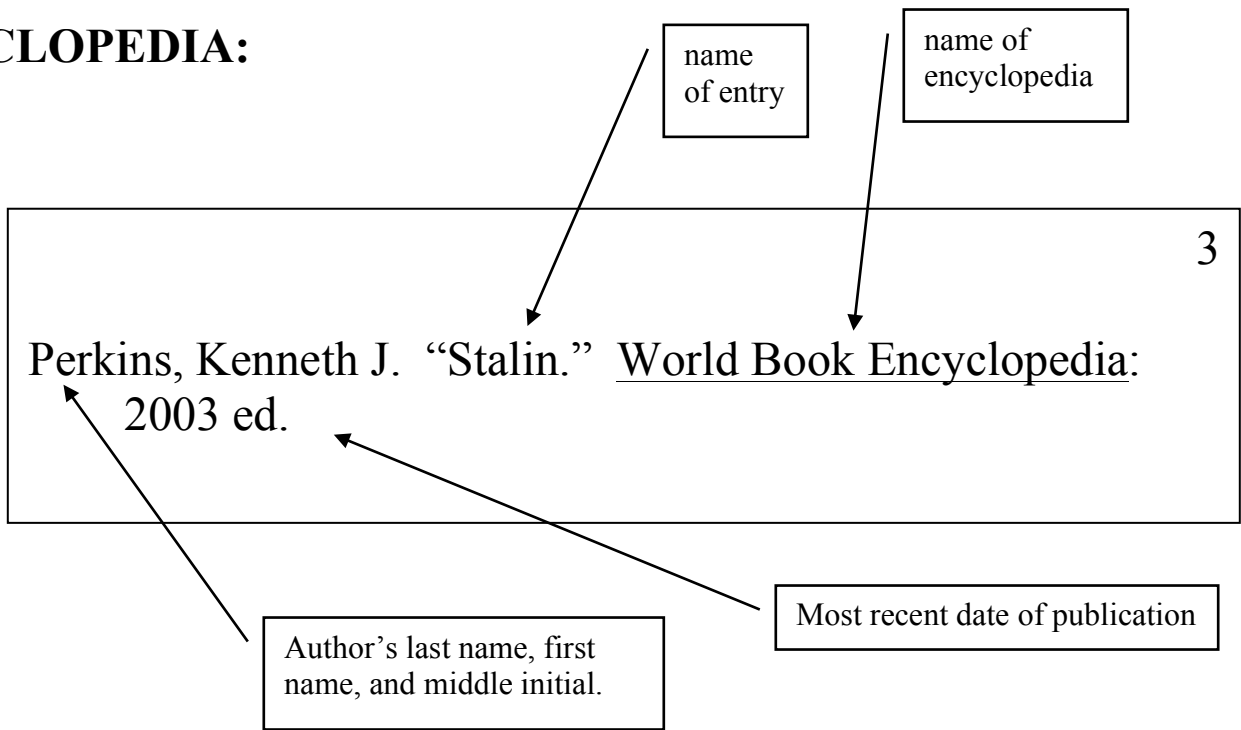 CLOPEDIA:
name
of entry
name of
encyclopedia
3
Perkins, Kenneth J.  “Stalin.”  World Book Encyclopedia:
2003 ed.
Most recent date of publication
Author’s last name, first
name, and middle initial.